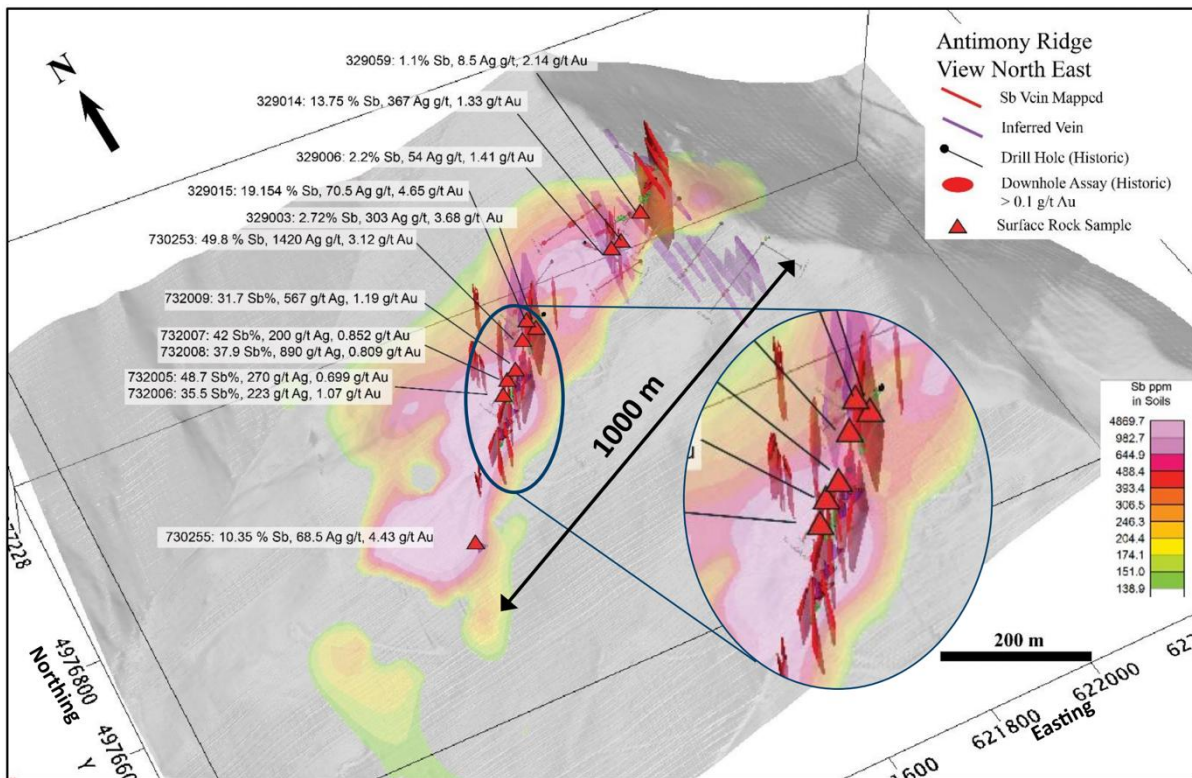 N
329059: 1.1% Sb, 8.5 Ag g/t, 2.14 g/t Au
329014: 13.75 % Sb, 367 Ag g/t, 1.33 g/t Au
329006: 2.2% Sb, 54 Ag g/t, 1.41 g/t Au
329015: 19.154 % Sb, 70.5 Ag g/t, 4.65 g/t Au
329003: 2.72% Sb, 303 Ag g/t, 3.68 g/t Au
730253: 49.8 % Sb, 1420 Ag g/t, 3.12 g/t Au
732009: 31.7 Sb%, 567 g/t Ag, 1.19 g/t Au
732007: 42 Sb%, 200 g/t Ag, 0.852 g/t Au
732008: 37.9 Sb%, 890 g/t Ag, 0.809 g/t Au
732005: 48.7 Sb%, 270 g/t Ag, 0.699 g/t Au
732006: 35.5 Sb%, 223 g/t Ag, 1.07 g/t Au
730255: 10.35 % Sb, 68.5 Ag g/t, 4.43 g/t Au
Antimony Ridge
View North East
Sb Vein Mapped
Inferred Vein
Drill Hole (Historic)
Downhole Assay (Historic)
> 0.1 g/t Au
Surface Rock Sample
1000 m
Au
Sb ppm
in Soils
4869.7
982.7
644.9
488.4
393.4
306.5
246.3
204.4
174.1
151.0
138.9
200 m
77228
4976800
Northing
49766
Y
1600
621800
Easting
622000
62